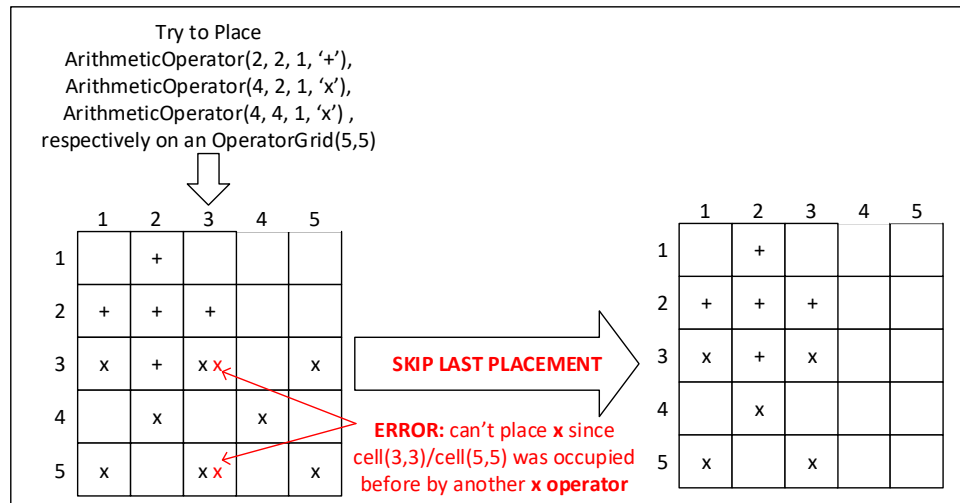 Try to Place
ArithmeticOperator(2, 2, 1, ‘+’),
ArithmeticOperator(4, 2, 1, ‘x’),
ArithmeticOperator(4, 4, 1, ‘x’) ,
respectively on an OperatorGrid(5,5)
1 2 3 4 5
1 +
2 + + +
3 x + x x x
4 x x
5 x x x x
SKIP LAST PLACEMENT
ERROR: can’t place x since
cell(3,3)/cell(5,5) was occupied
before by another x operator
1 2 3 4 5
1 +
2 + + +
3 x + x
4 x
5 x x